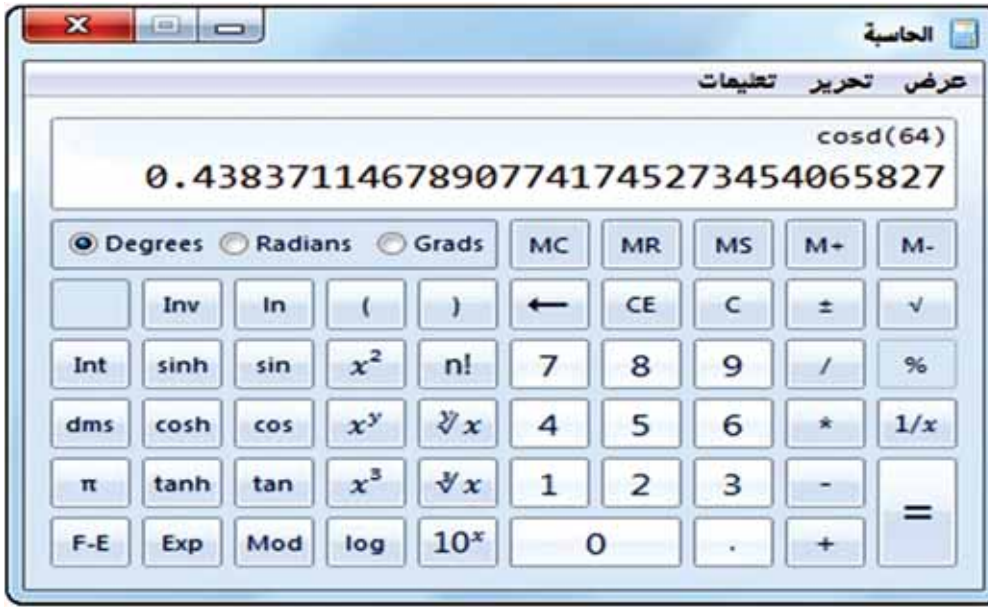 الحاسبة
عرض تحرير تعليمات
cosd(64)
0.43837114678907741745273454065827
Degrees Radians Grads MC MR MS M+ M-
Inv ln ( ) ← CE C ± √
Int sinh sin x² n! 7 8 9 / %
dms cosh cos xʸ ʸ√x 4 5 6 * 1/x
π tanh tan x³ ³√x 1 2 3 - =
F-E Exp Mod log 10ˣ 0 . +